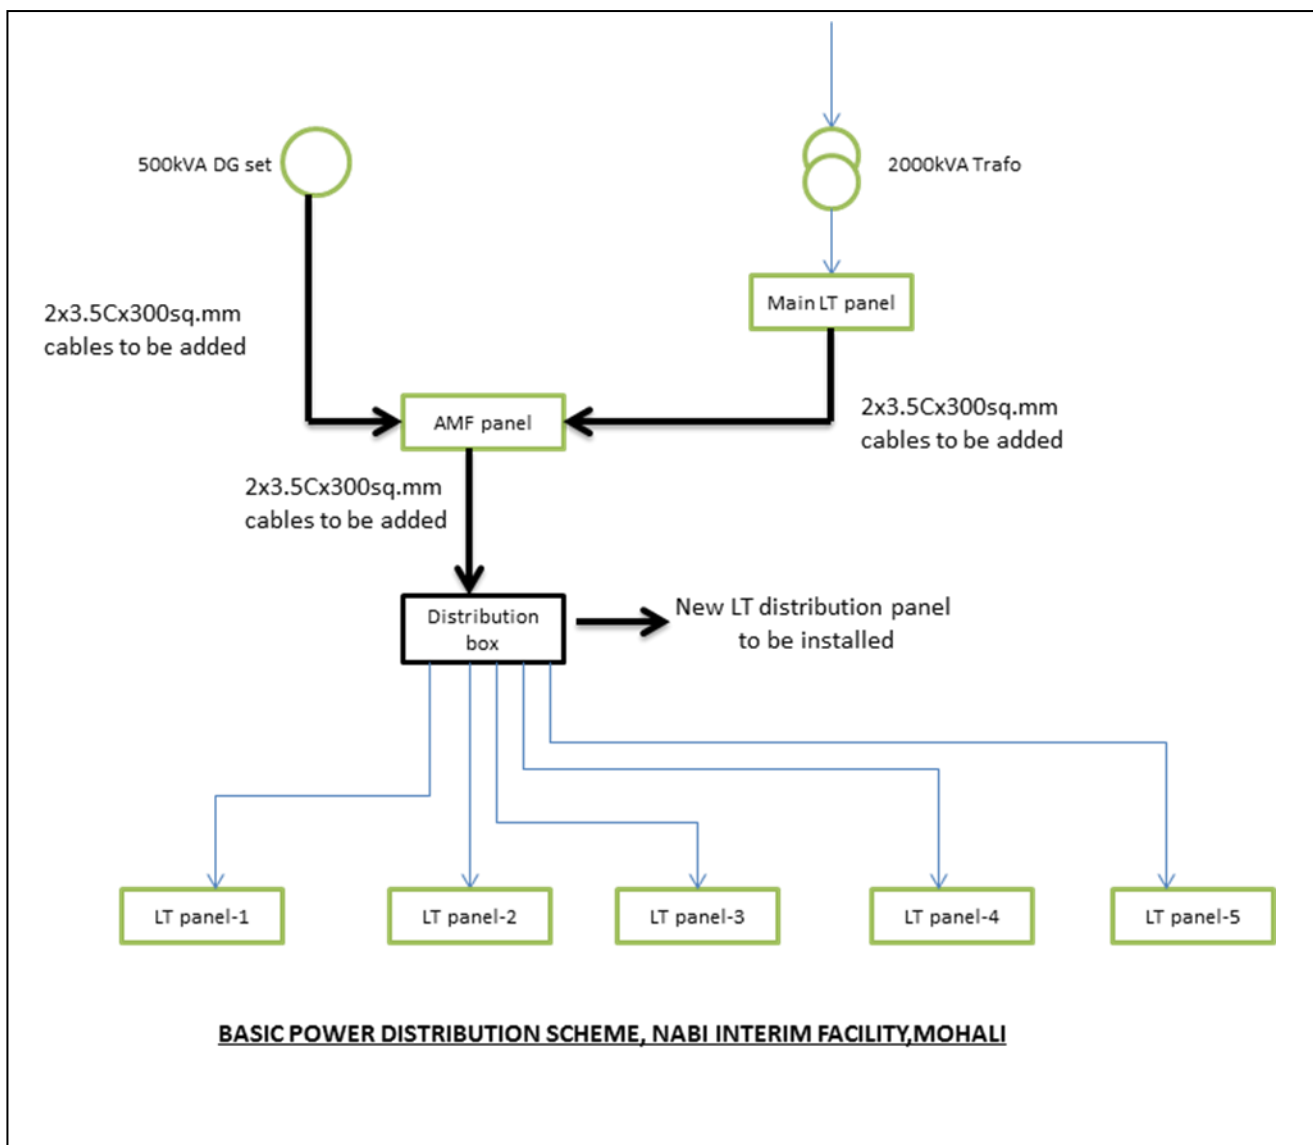 500kVA DG set
2000kVA Trafo
Main LT panel
2x3.5Cx300sq.mm
cables to be added
AMF panel
2x3.5Cx300sq.mm
cables to be added
2x3.5Cx300sq.mm
cables to be added
Distribution
box
New LT distribution panel
to be installed
LT panel-1
LT panel-2
LT panel-3
LT panel-4
LT panel-5
BASIC POWER DISTRIBUTION SCHEME, NABI INTERIM FACILITY,MOHALI